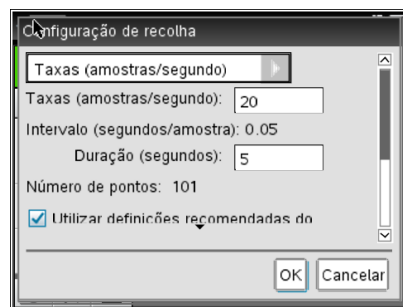 Configuração de recolha
Taxas (amostras/segundo)
Taxas (amostras/segundo): 20
Intervalo (segundos/amostra): 0.05
Duração (segundos): 5
Número de pontos: 101
Utilizar definições recomendadas do
OK Cancelar